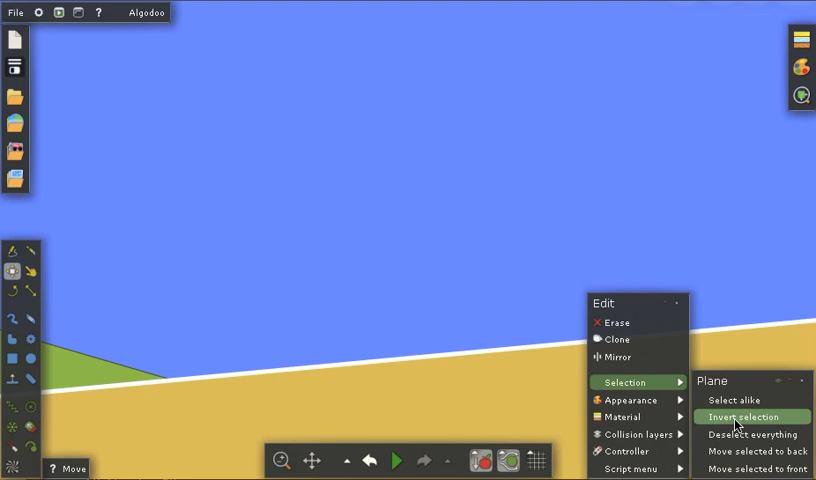 File ? Algodoo
Edit
Erase
Clone
Mirror
Selection
Appearance
Material
Collision layers
Controller
Script menu
Plane
Select alike
Invert selection
Deselect everything
Move selected to back
Move selected to front
? Move